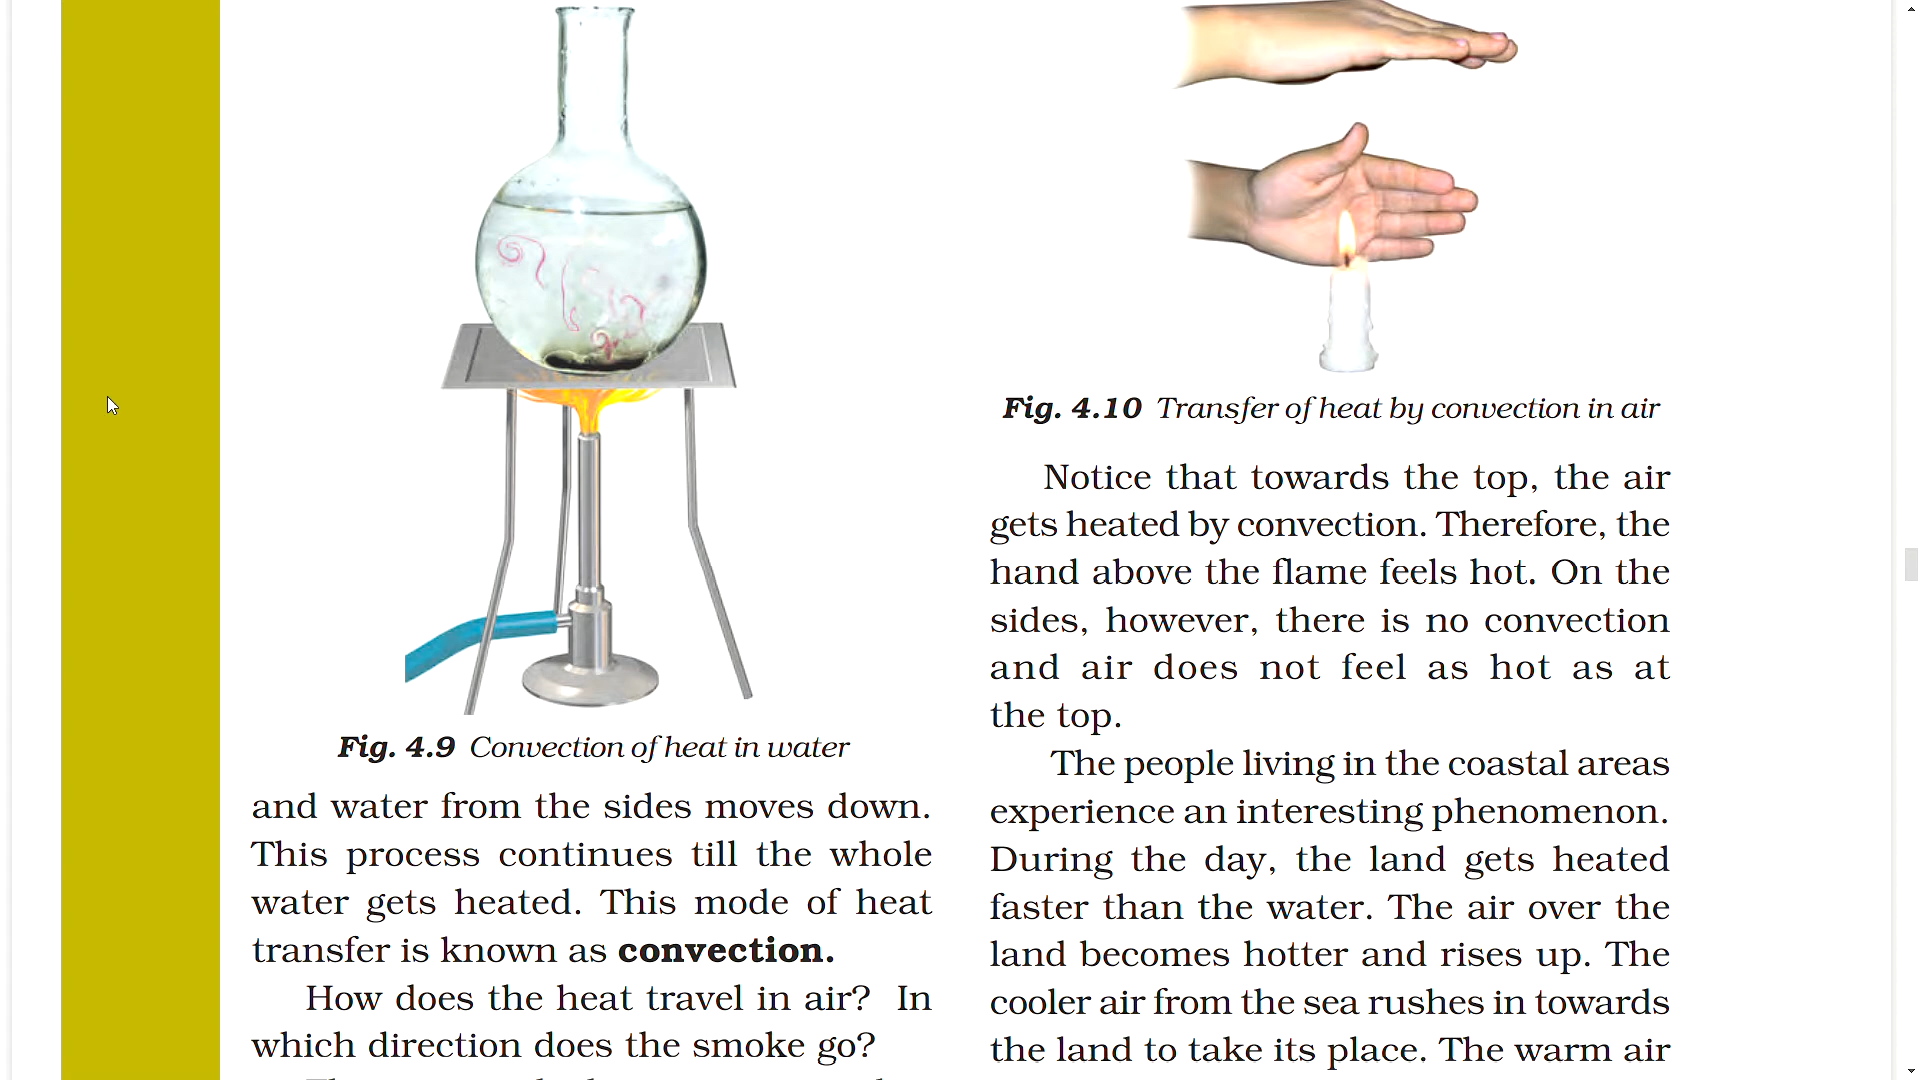 Fig. 4.9 Convection of heat in water
and water from the sides moves down.
This process continues till the whole
water gets heated. This mode of heat
transfer is known as convection.
How does the heat travel in air? In
which direction does the smoke go?
Fig. 4.10 Transfer of heat by convection in air
Notice that towards the top, the air
gets heated by convection. Therefore, the
hand above the flame feels hot. On the
sides, however, there is no convection
and air does not feel as hot as at
the top.
The people living in the coastal areas
experience an interesting phenomenon.
During the day, the land gets heated
faster than the water. The air over the
land becomes hotter and rises up. The
cooler air from the sea rushes in towards
the land to take its place. The warm air